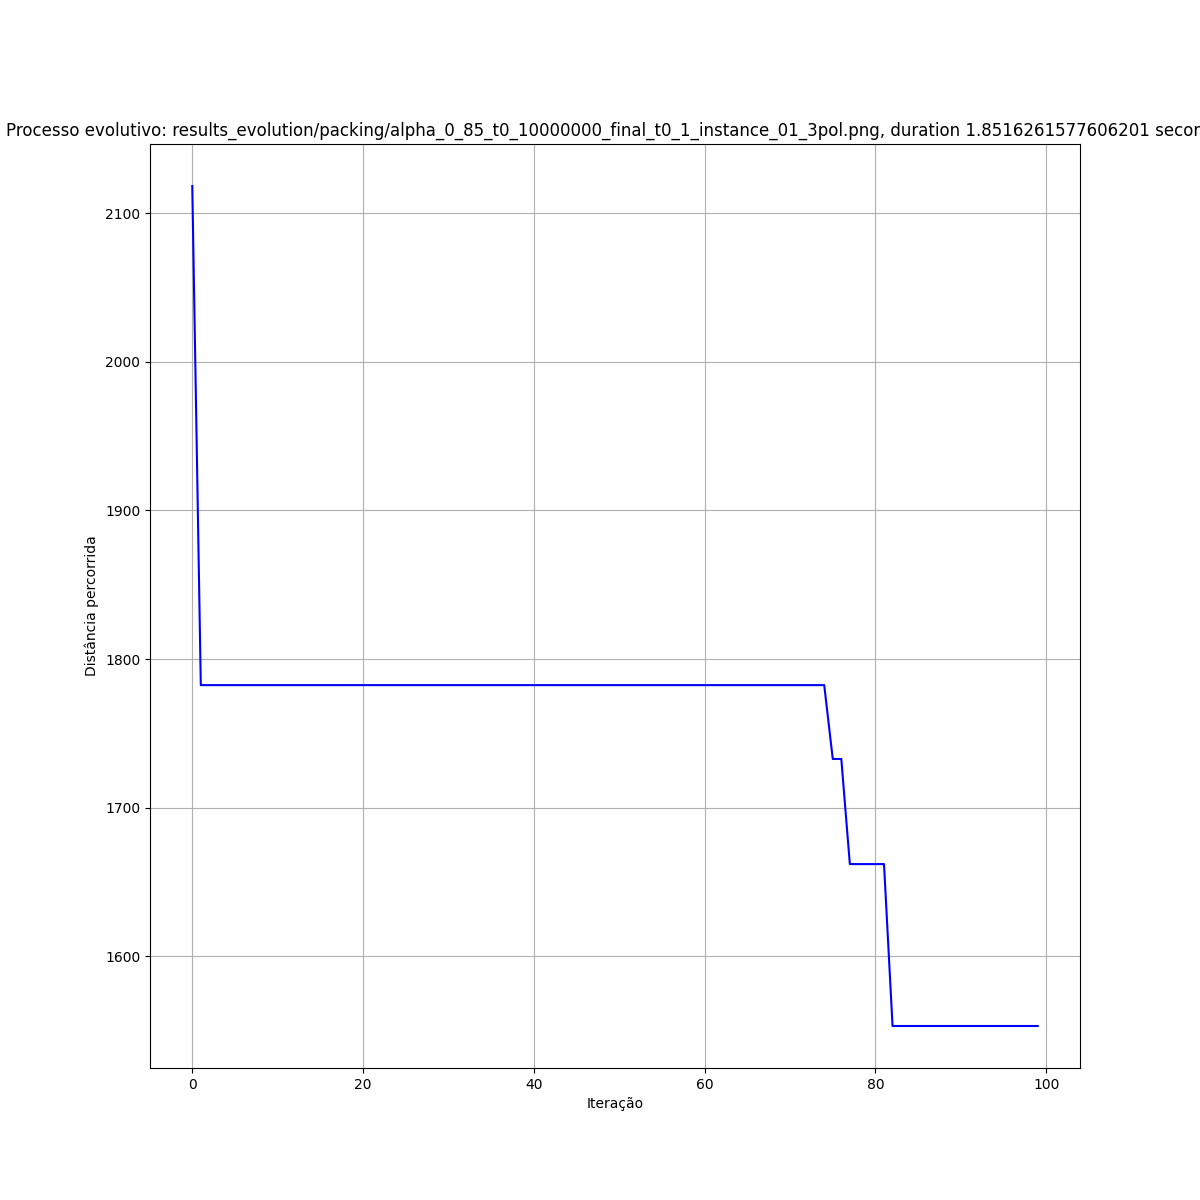 Processo evolutivo: results_evolution/packing/alpha_0_85_t0_10000000_final_t0_1_instance_01_3pol.png, duration 1.8516261577606201
2100
2000
1900
1800
1700
1600
Distância percorrida
0 20 40 60 80 100
Iteração